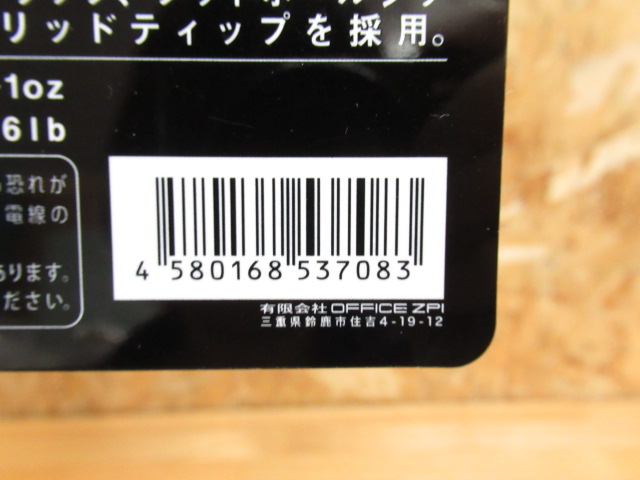 リッドティップを採用。
1oz
6lb
恐れが
電線の
あります。
ください。
4 580168 537083
有限会社 OFFICE ZPI
三重県鈴鹿市住吉4-19-12